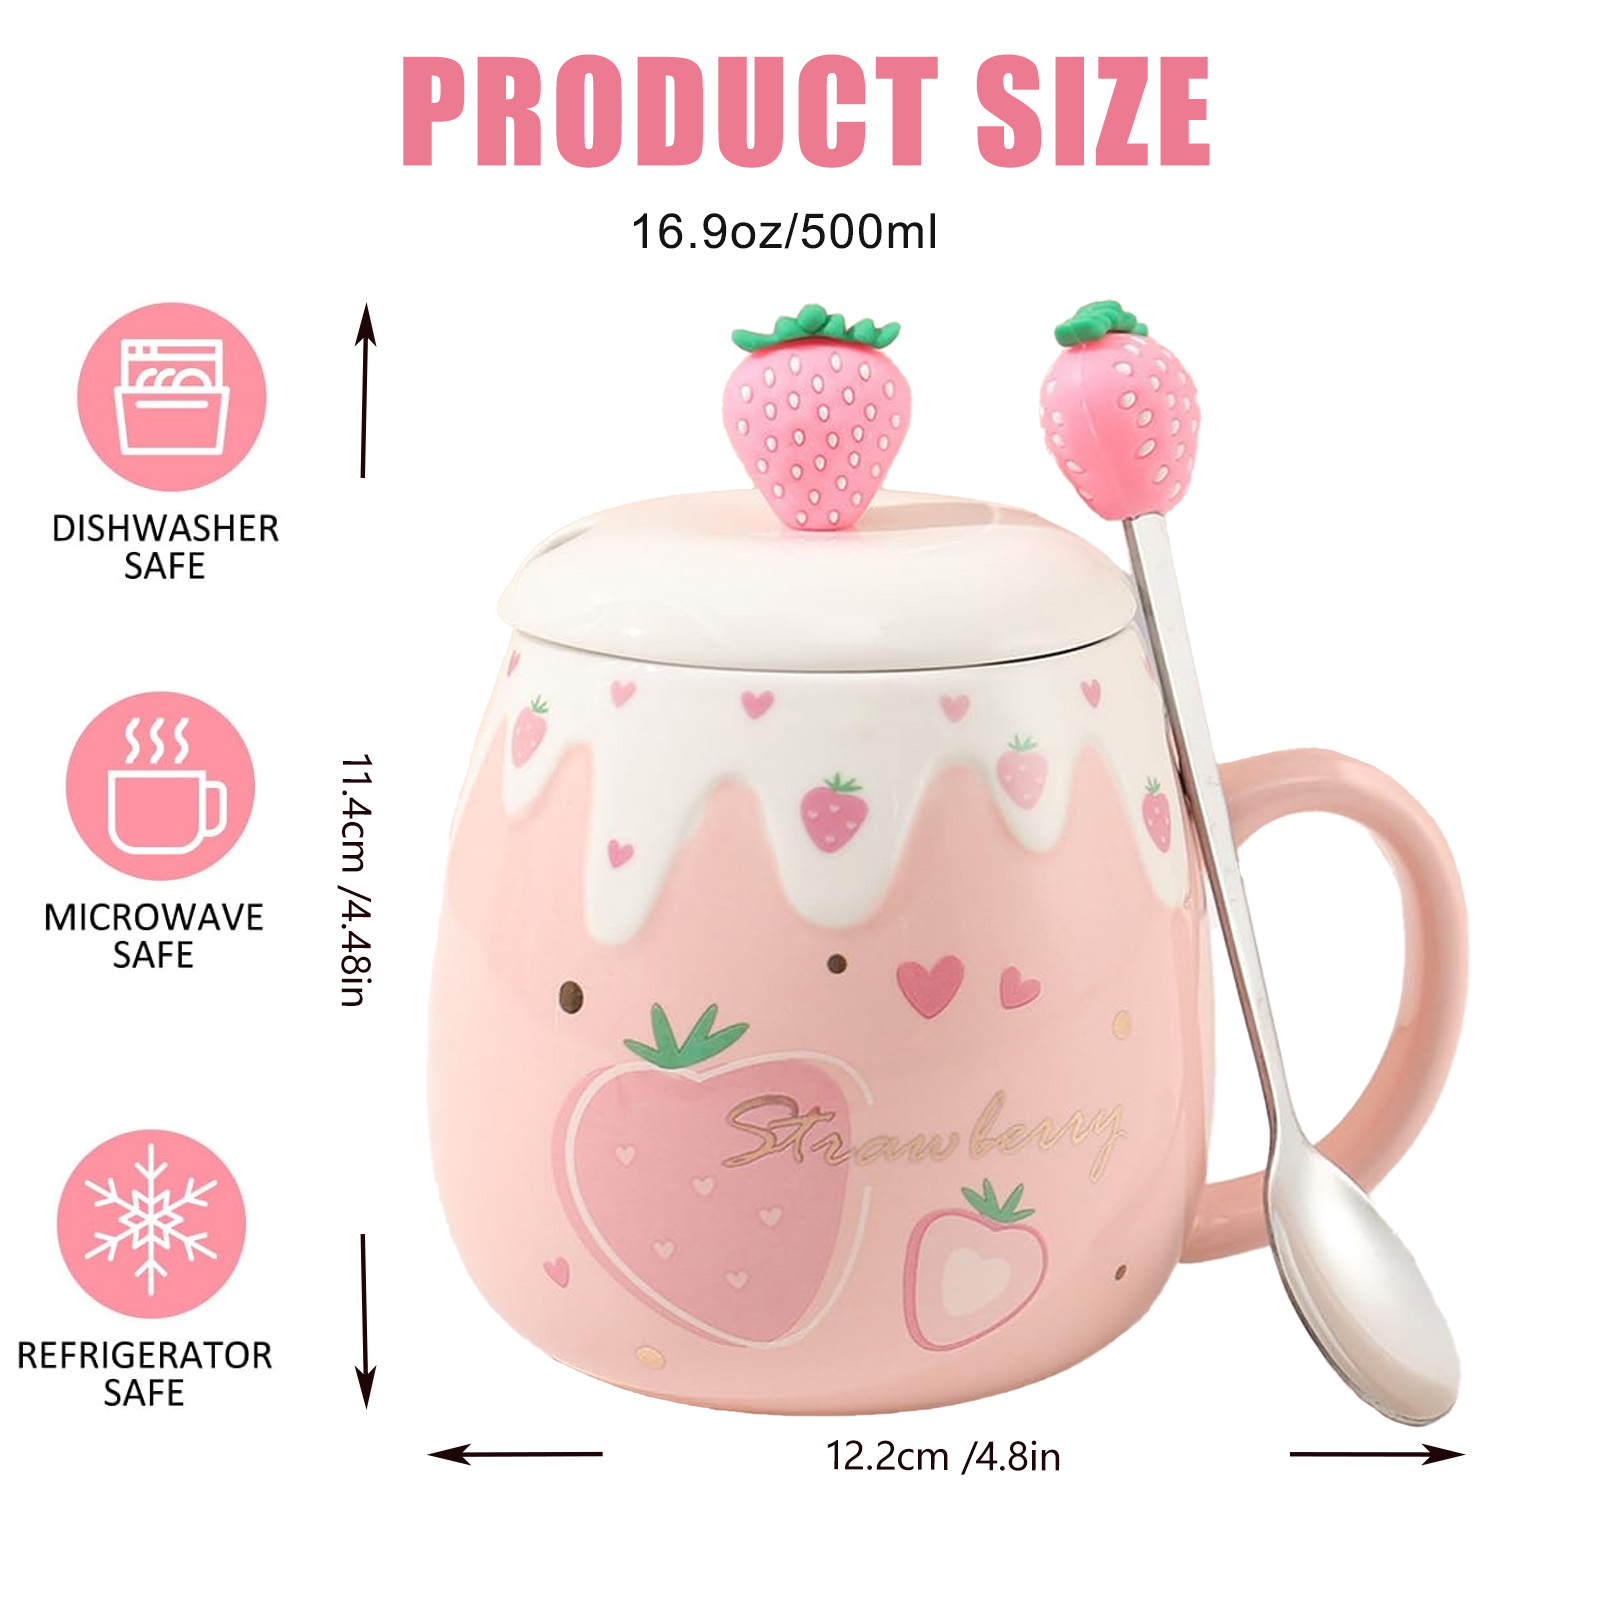 PRODUCT SIZE
16.9oz/500ml
DISHWASHER
SAFE
MICROWAVE
SAFE
REFRIGERATOR
SAFE
11.4cm /4.48in
Strawberry
12.2cm /4.8in